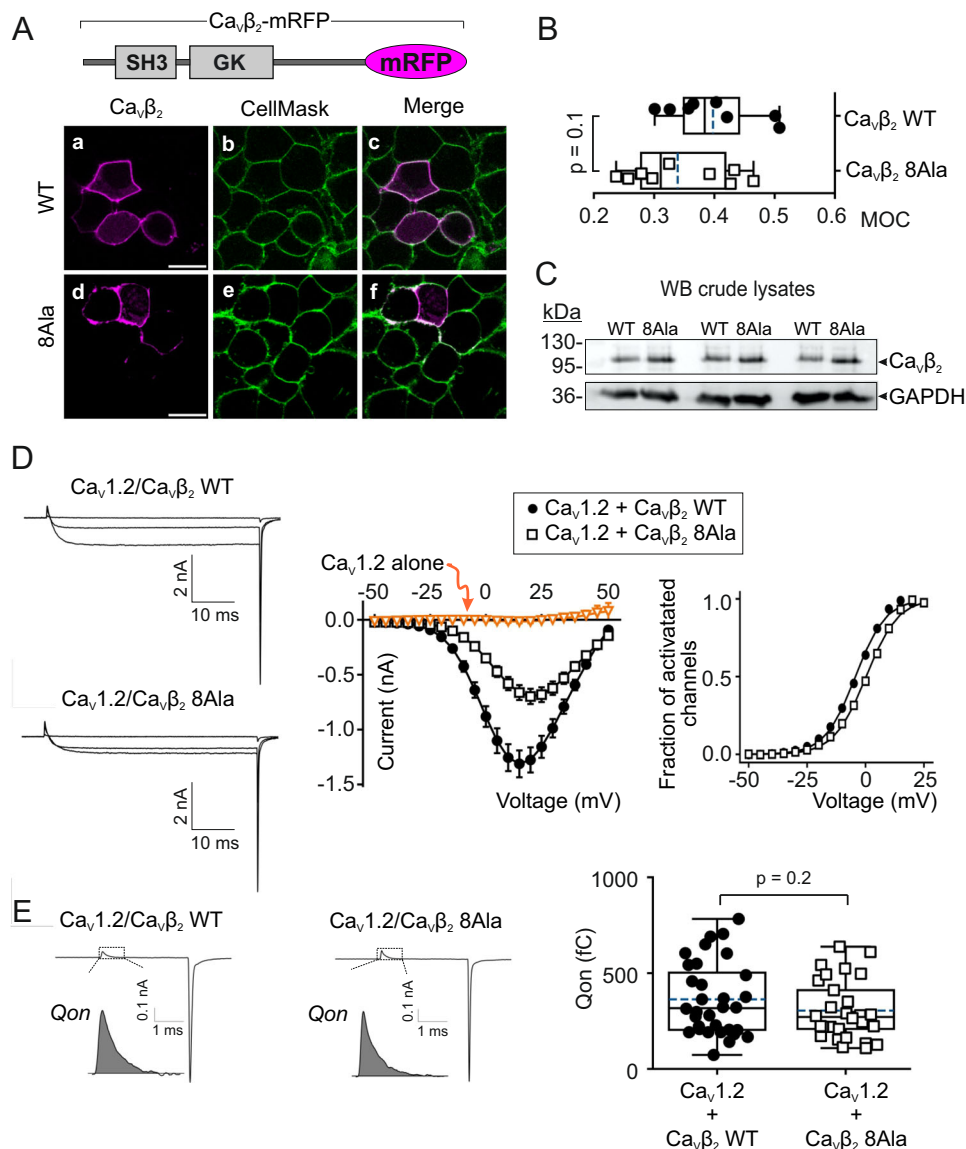 A
Caᵥβ₂-mRFP
SH3 GK mRFP
Caᵥβ₂ CellMask Merge
WT
a b c
8Ala
d e f
B
p = 0.1
Caᵥβ₂ WT
Caᵥβ₂ 8Ala
0.2 0.3 0.4 0.5 0.6
MOC
C
WB crude lysates
kDa
WT 8Ala WT 8Ala WT 8Ala
130-
95-
Caᵥβ₂
36-
GAPDH
D
Caᵥ1.2/Caᵥβ₂ WT
2 nA
10 ms
Caᵥ1.2/Caᵥβ₂ 8Ala
2 nA
10 ms
Caᵥ1.2 + Caᵥβ₂ WT
Caᵥ1.2 + Caᵥβ₂ 8Ala
Caᵥ1.2 alone
-50 -25 0 25 50
0.0
-0.5
-1.0
-1.5
Current (nA)
Voltage (mV)
Fraction of activatated
channels
1.0
0.5
0.0
-50 -25 0 25
Voltage (mV)
E
Caᵥ1.2/Caᵥβ₂ WT
Qon
0.1 nA
1 ms
Caᵥ1.2/Caᵥβ₂ 8Ala
Qon
0.1 nA
1 ms
p = 0.2
Qon (fC)
1000
500
0
Caᵥ1.2
+
Caᵥβ₂ WT
Caᵥ1.2
+
Caᵥβ₂ 8Ala